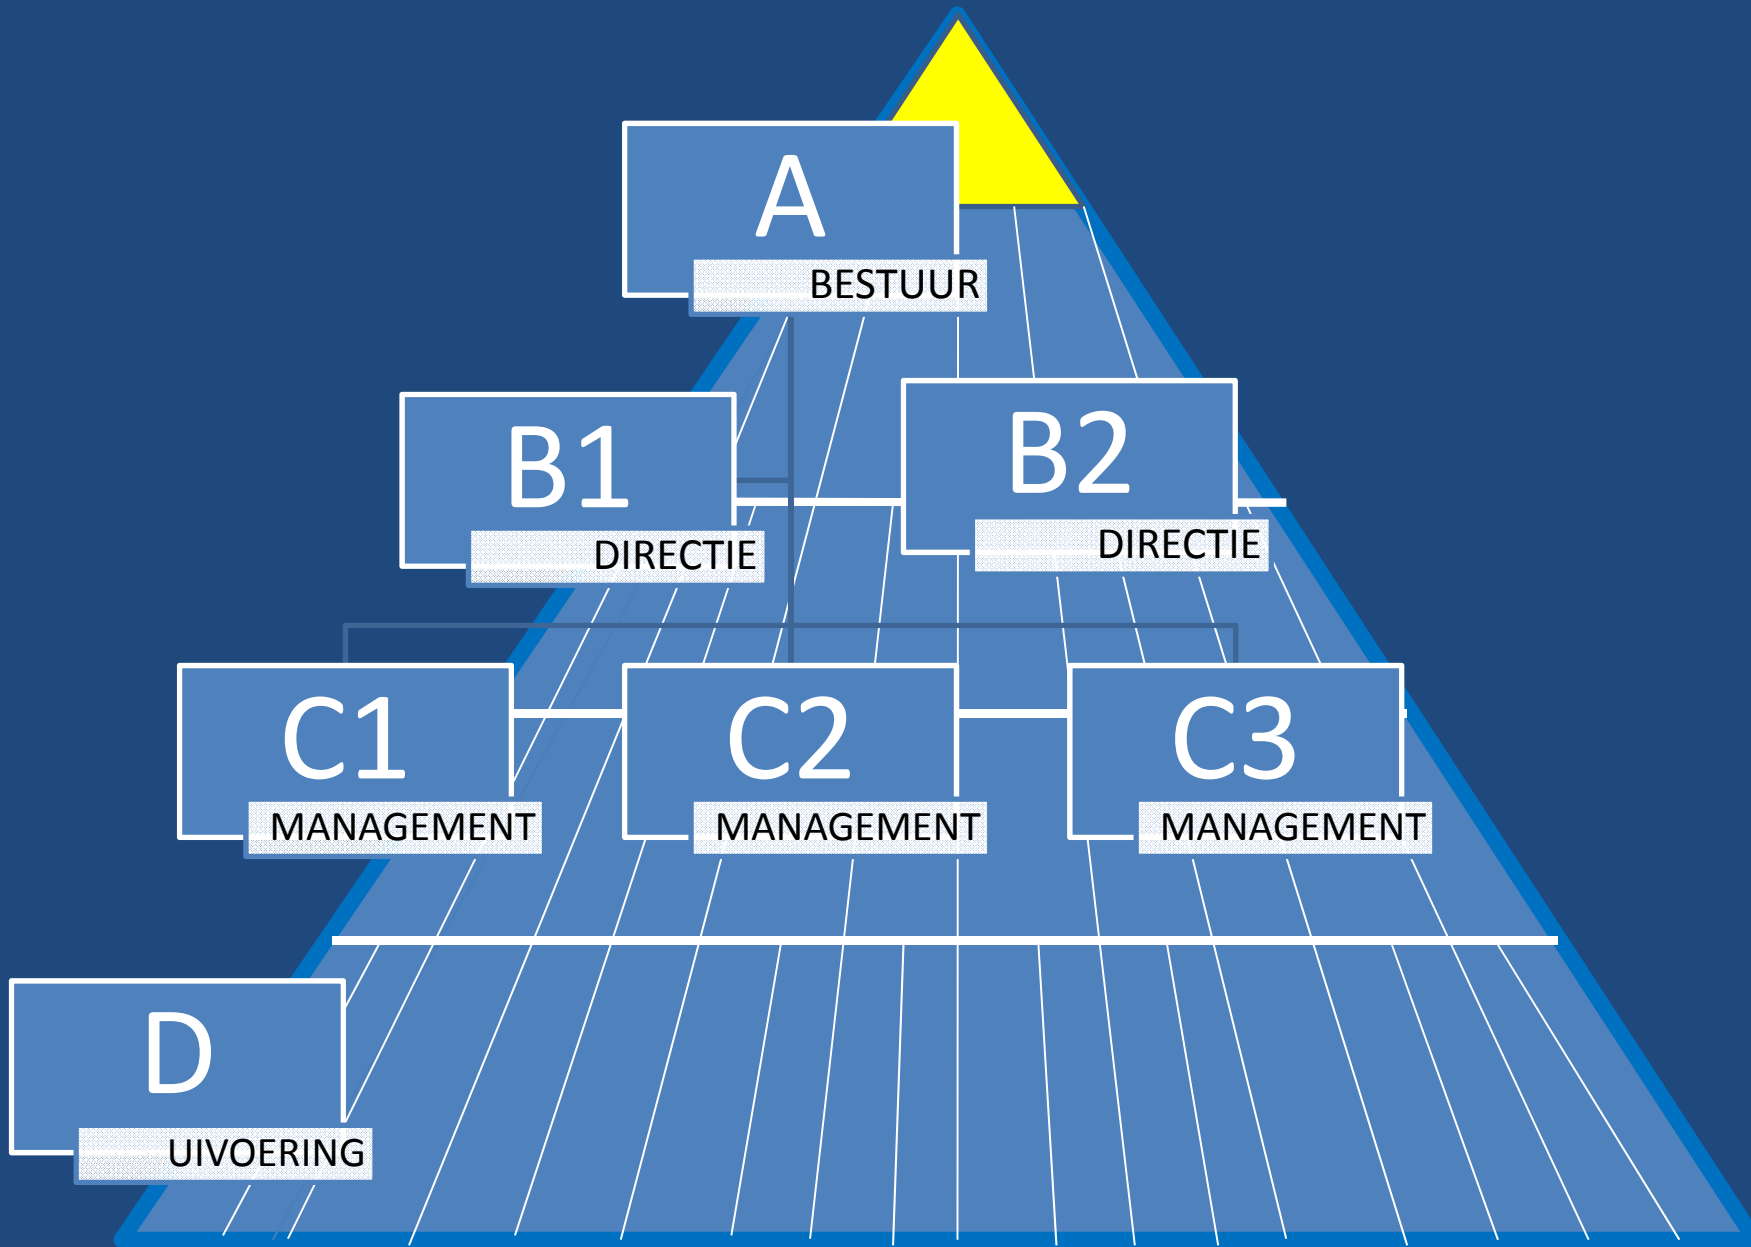 A
BESTUUR
B1
DIRECTIE
B2
DIRECTIE
C1
MANAGEMENT
C2
MANAGEMENT
C3
MANAGEMENT
D
UIVOERING